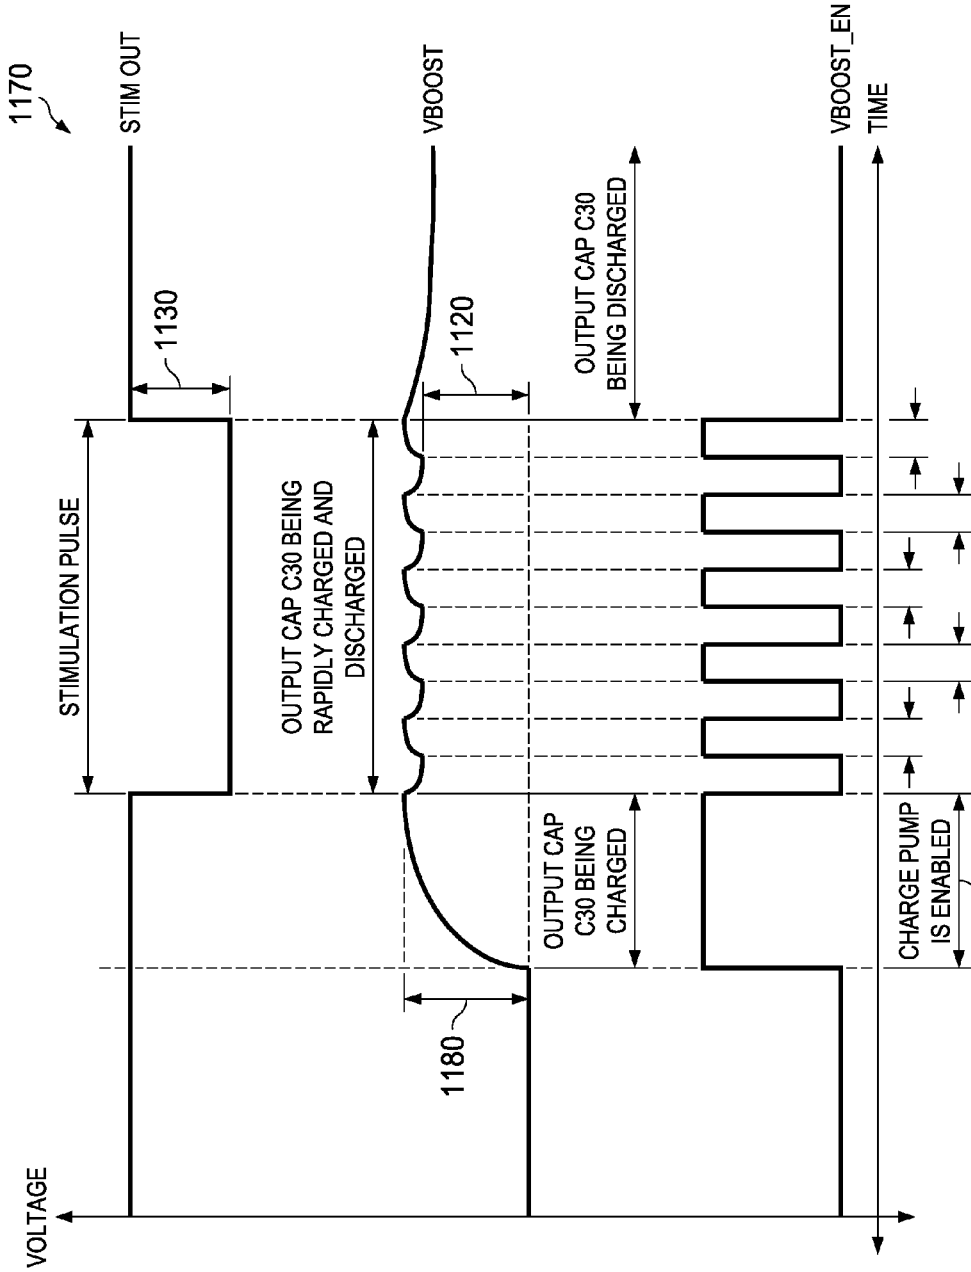 1170
VOLTAGE
STIM OUT
STIMULATION PULSE
1130
VBOOST
OUTPUT CAP C30 BEING
RAPIDLY CHARGED AND
DISCHARGED
1120
1180
OUTPUT CAP
C30 BEING
CHARGED
OUTPUT CAP C30
BEING DISCHARGED
VBOOST_EN
TIME
CHARGE PUMP
IS ENABLED